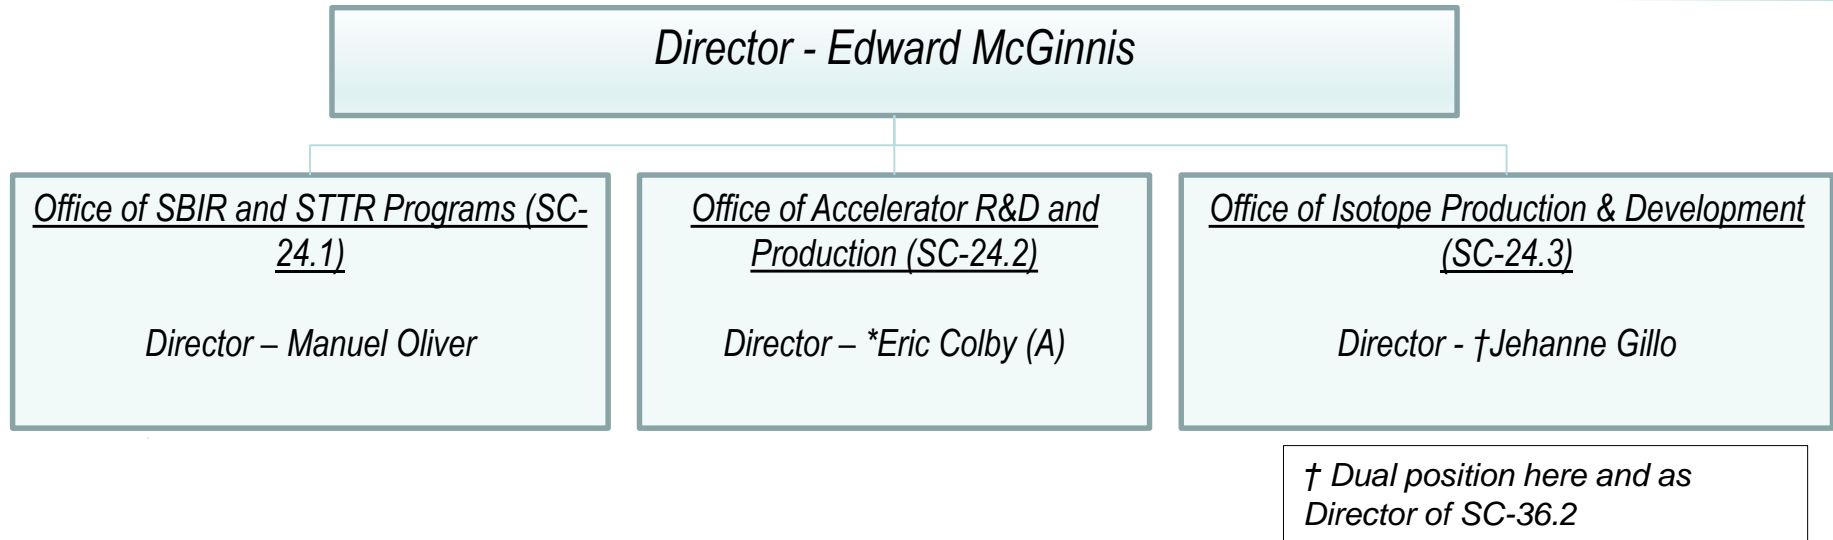 Director - Edward McGinnis
Office of SBIR and STTR Programs (SC-
24.1)
Director – Manuel Oliver
Office of Accelerator R&D and
Production (SC-24.2)
Director – *Eric Colby (A)
Office of Isotope Production & Development
(SC-24.3)
Director - †Jehanne Gillo
† Dual position here and as
Director of SC-36.2